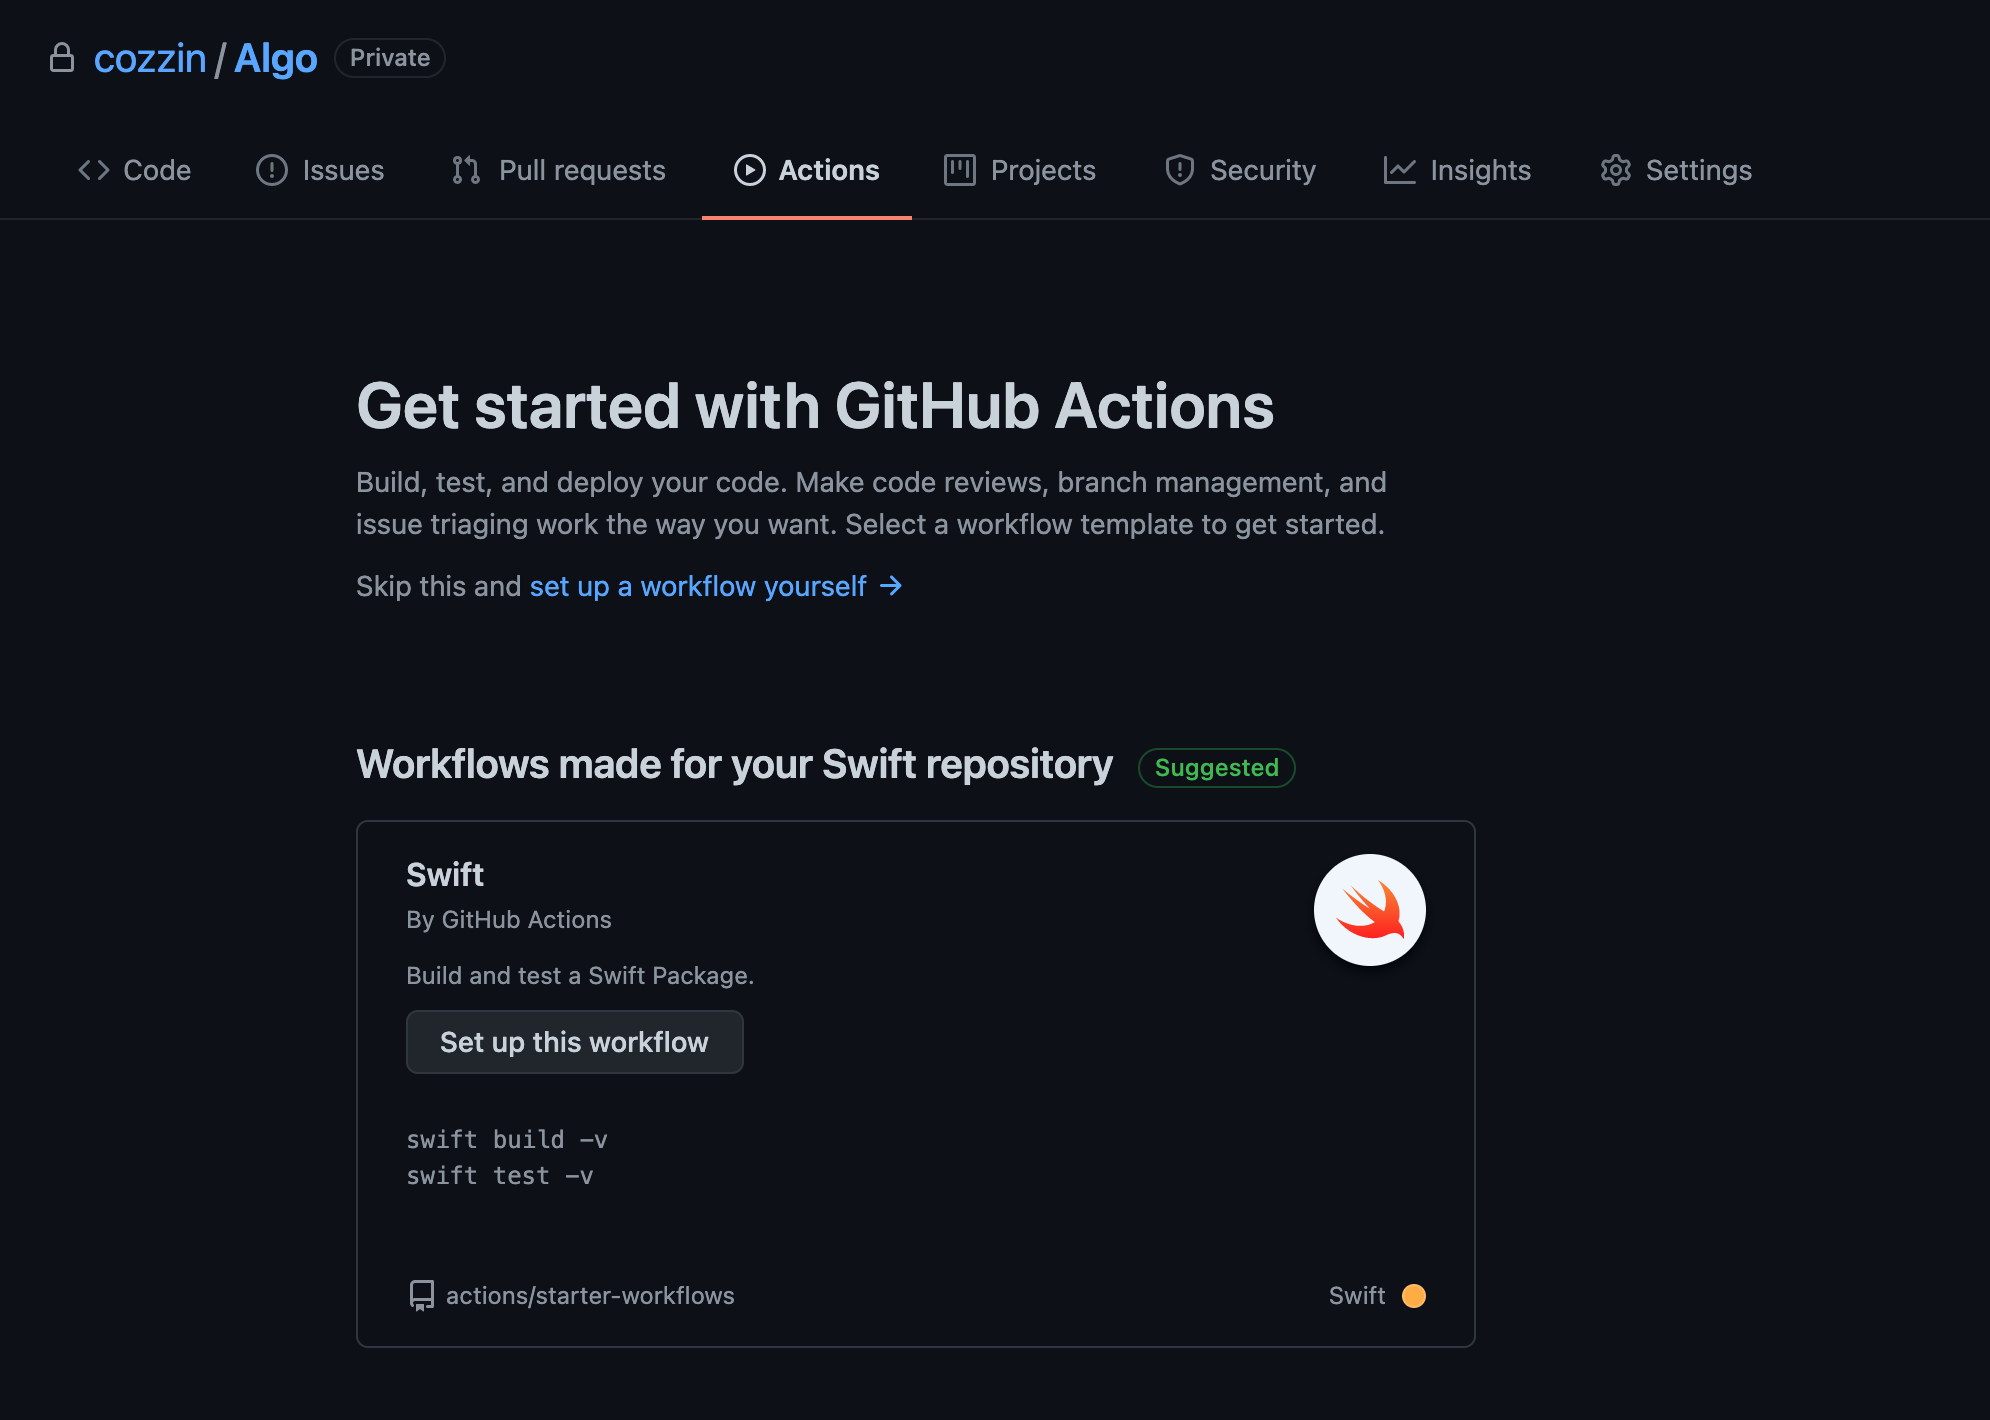 cozzin / Algo Private
Code Issues Pull requests Actions Projects Security Insights Settings
Get started with GitHub Actions
Build, test, and deploy your code. Make code reviews, branch management, and
issue triaging work the way you want. Select a workflow template to get started.
Skip this and set up a workflow yourself →
Workflows made for your Swift repository Suggested
Swift
By GitHub Actions
Build and test a Swift Package.
Set up this workflow
swift build -v
swift test -v
actions/starter-workflows Swift